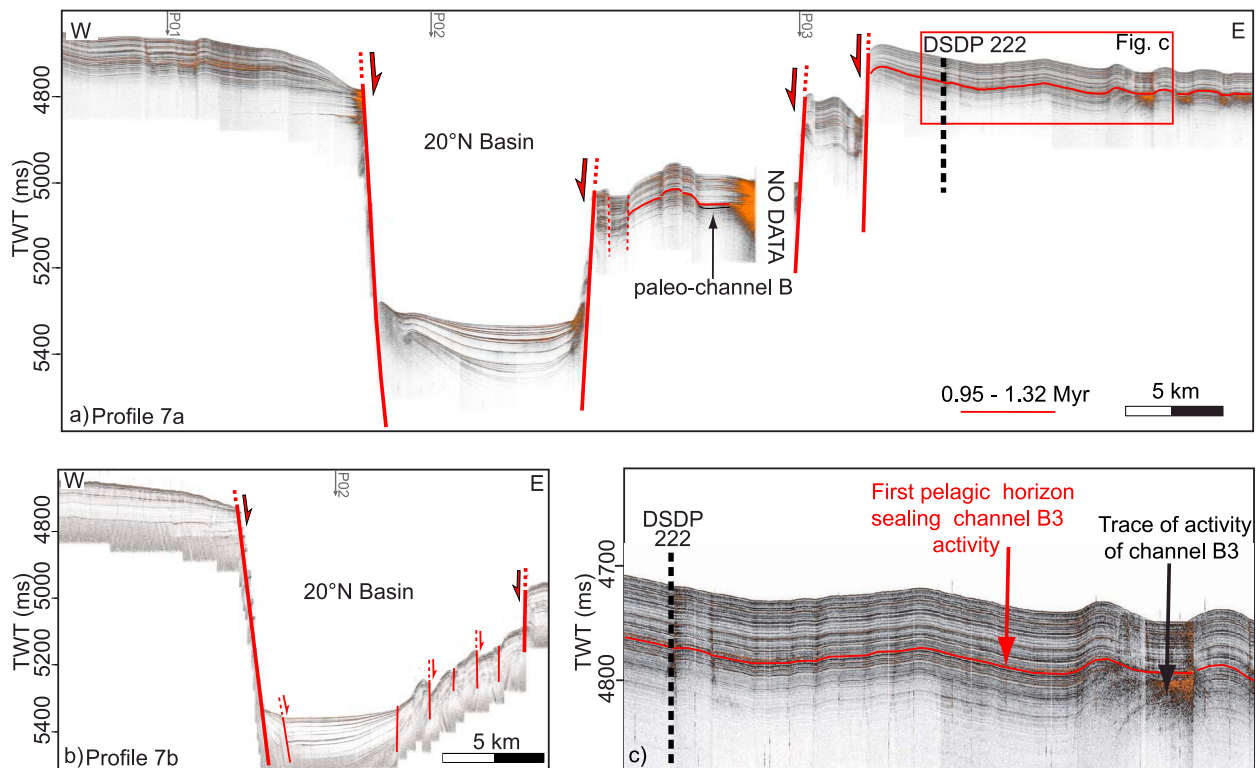 P01
P02
P03
W
E
DSDP 222
Fig. c
4800
5000
5200
5400
TWT (ms)
20°N Basin
NO DATA
paleo-channel B
0.95 - 1.32 Myr
5 km
a) Profile 7a
W
P02
E
4800
5000
5200
5400
TWT (ms)
20°N Basin
5 km
b) Profile 7b
First pelagic horizon
sealing channel B3
activity
DSDP
222
Trace of activity
of channel B3
4700
4800
TWT (ms)
c)